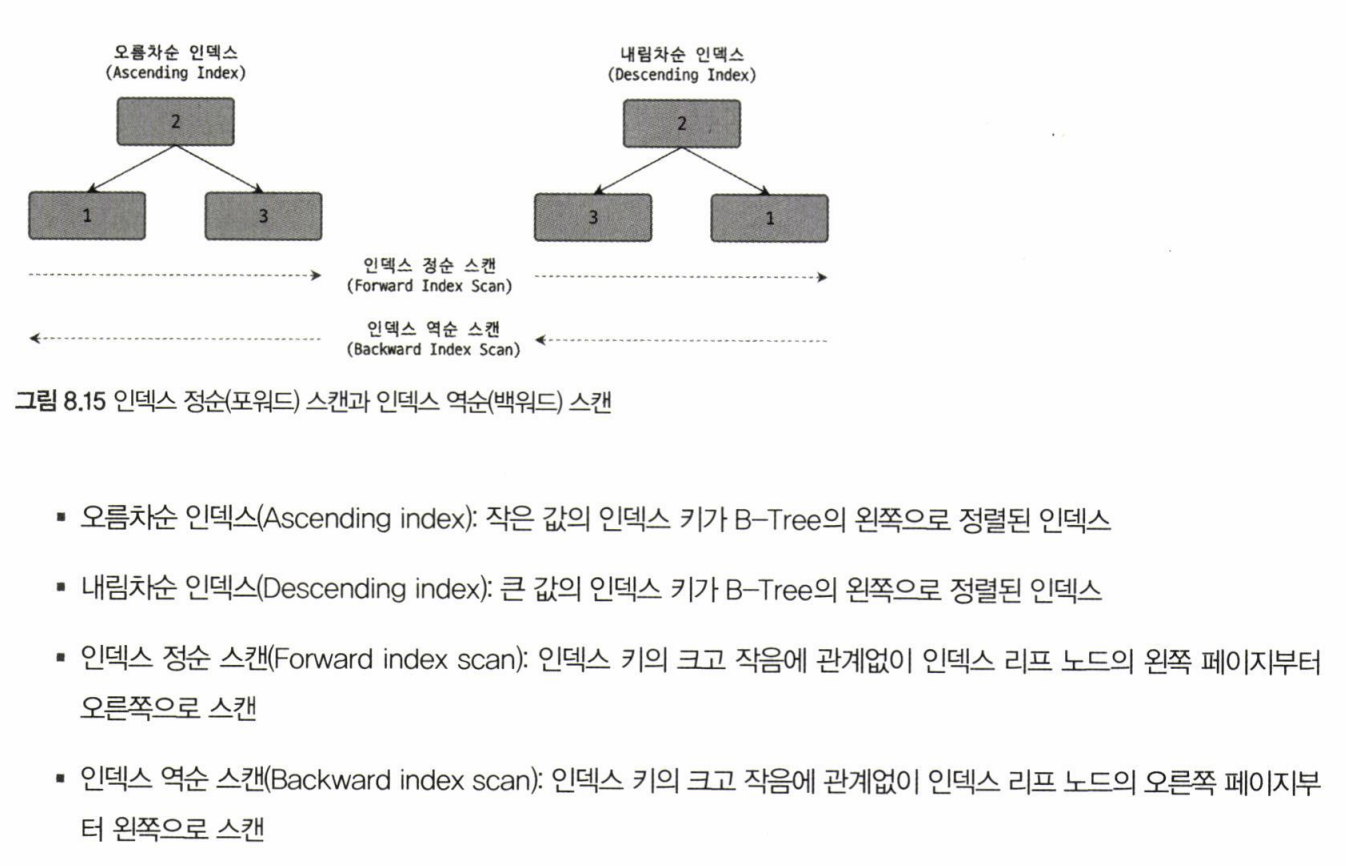 오름차순 인덱스
(Ascending Index)
내림차순 인덱스
(Descending Index)
2
2
1
3
3
1
인덱스 정순 스캔
(Forward Index Scan)
인덱스 역순 스캔
(Backward Index Scan)
그림 8.15 인덱스 정순(포워드) 스캔과 인덱스 역순(백워드) 스캔
▪ 오름차순 인덱스(Ascending index): 작은 값의 인덱스 키가 B-Tree의 왼쪽으로 정렬된 인덱스
▪ 내림차순 인덱스(Descending index): 큰 값의 인덱스 키가 B-Tree의 왼쪽으로 정렬된 인덱스
▪ 인덱스 정순 스캔(Forward index scan): 인덱스 키의 크고 작음에 관계없이 인덱스 리프 노드의 왼쪽 페이지부터
오른쪽으로 스캔
▪ 인덱스 역순 스캔(Backward index scan): 인덱스 키의 크고 작음에 관계없이 인덱스 리프 노드의 오른쪽 페이지부
터 왼쪽으로 스캔